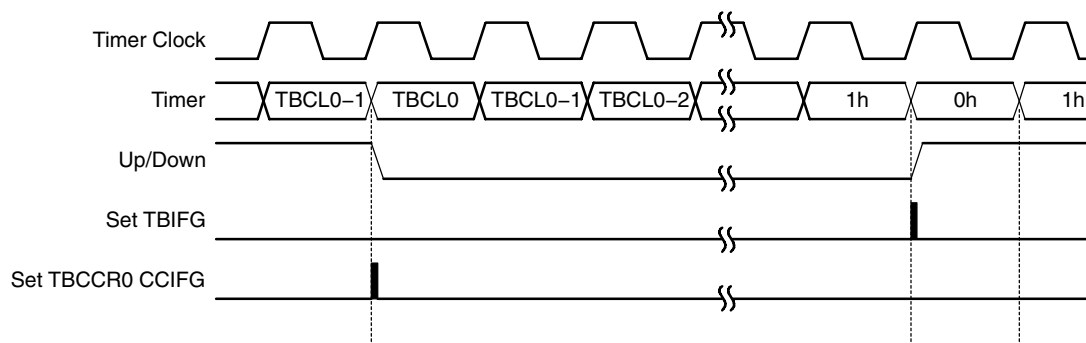 Timer Clock
Timer TBCL0−1 TBCL0 TBCL0−1 TBCL0−2 1h 0h 1h
Up/Down
Set TBIFG
Set TBCCR0 CCIFG